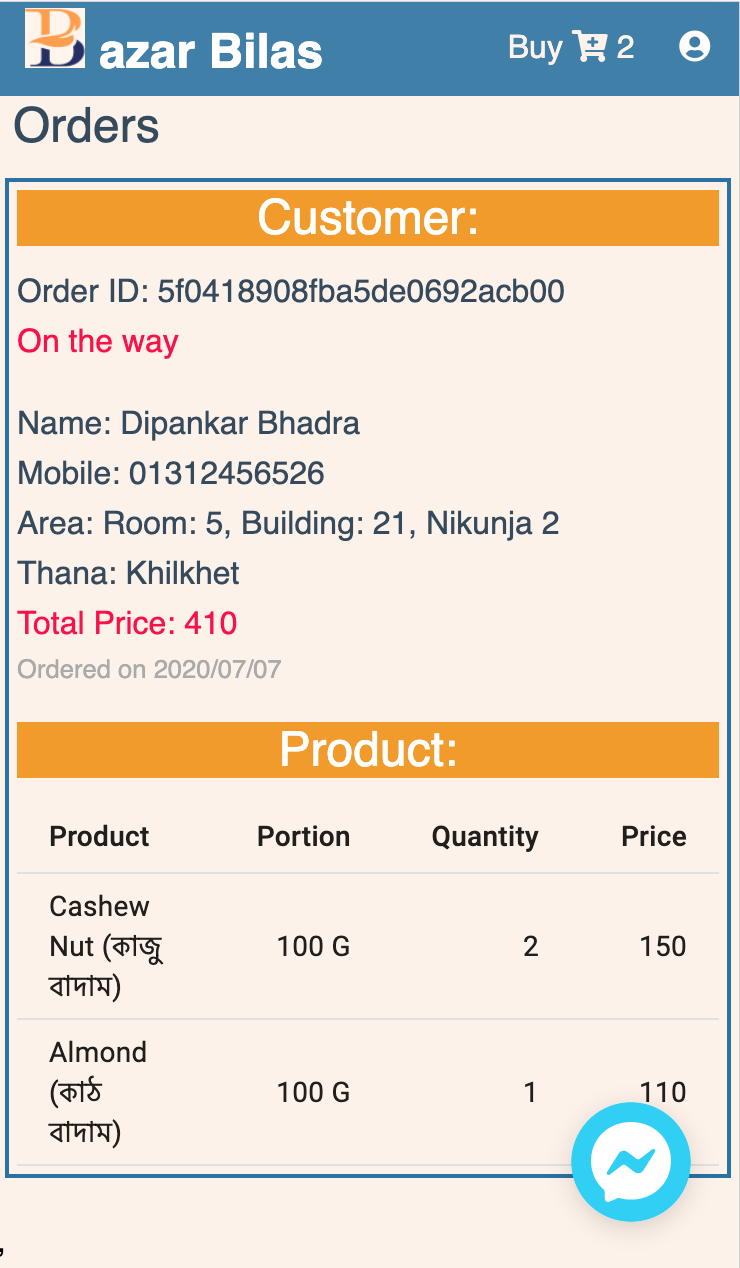 B azar Bilas Buy 2
Orders
Customer:
Order ID: 5f0418908fba5de0692acb00
On the way
Name: Dipankar Bhadra
Mobile: 01312456526
Area: Room: 5, Building: 21, Nikunja 2
Thana: Khilkhet
Total Price: 410
Ordered on 2020/07/07
Product:
Product Portion Quantity Price
Cashew
Nut (কাজু 100 G 2 150
বাদাম)
Almond
(কাঠ 100 G 1 110
বাদাম)
,